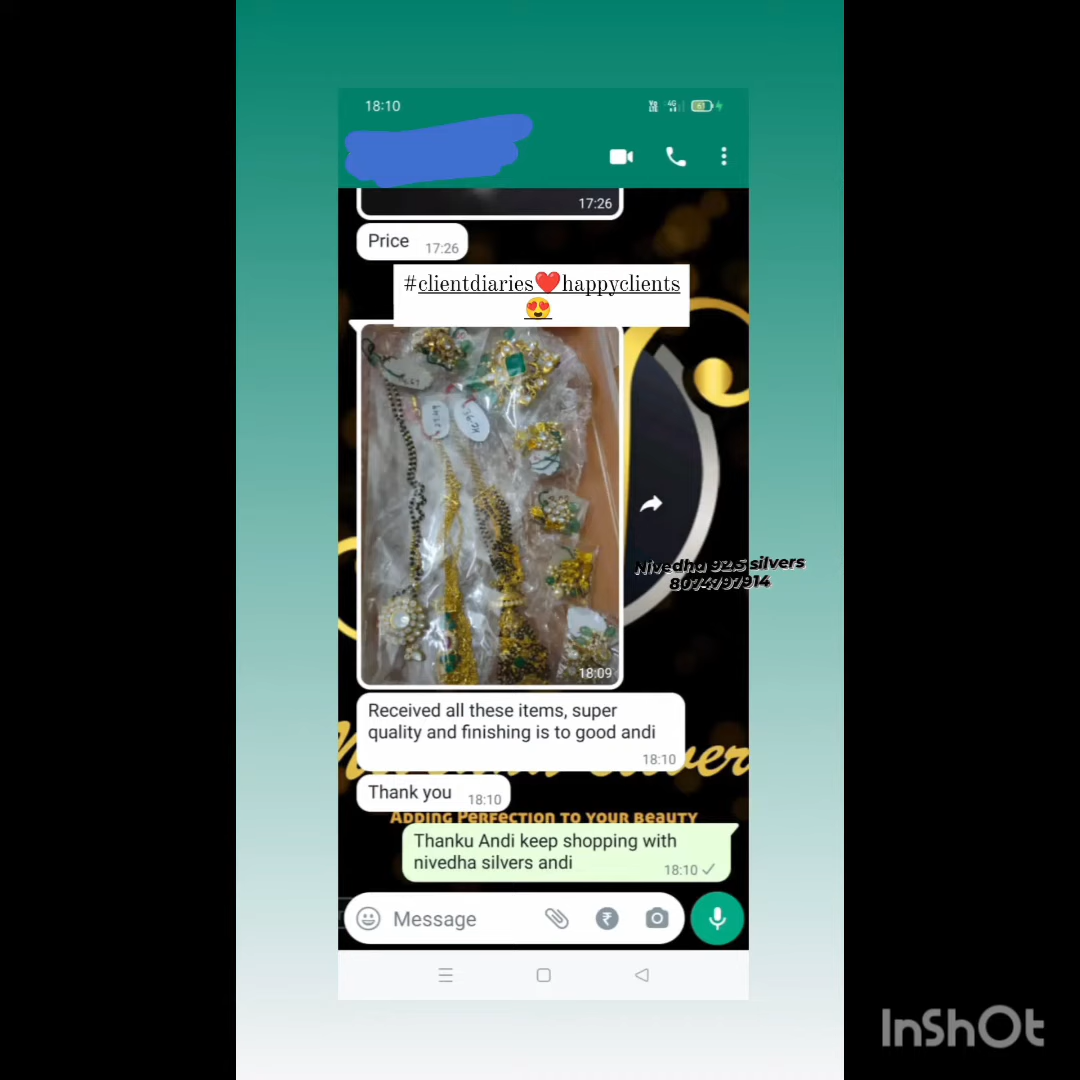 18:10
17:26
Price 17:26
#clientdiaries❤️happyclients
😍
18:09
Nivedha 92.5 silvers
8074797914
Received all these items, super
quality and finishing is to good andi
18:10
Thank you 18:10
Adding Perfection to your Beauty
Thanku Andi keep shopping with
nivedha silvers andi
18:10
Message
InShOt